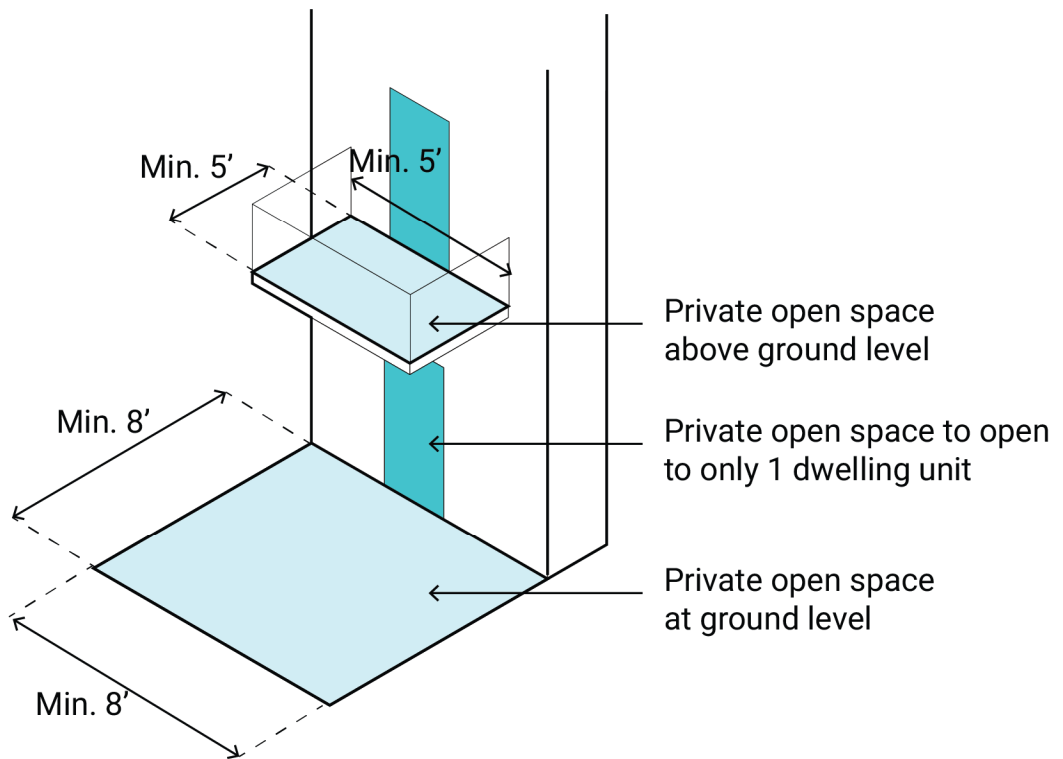 Min. 5’
Min. 5’
Private open space
above ground level
Min. 8’
Private open space to open
to only 1 dwelling unit
Private open space
at ground level
Min. 8’